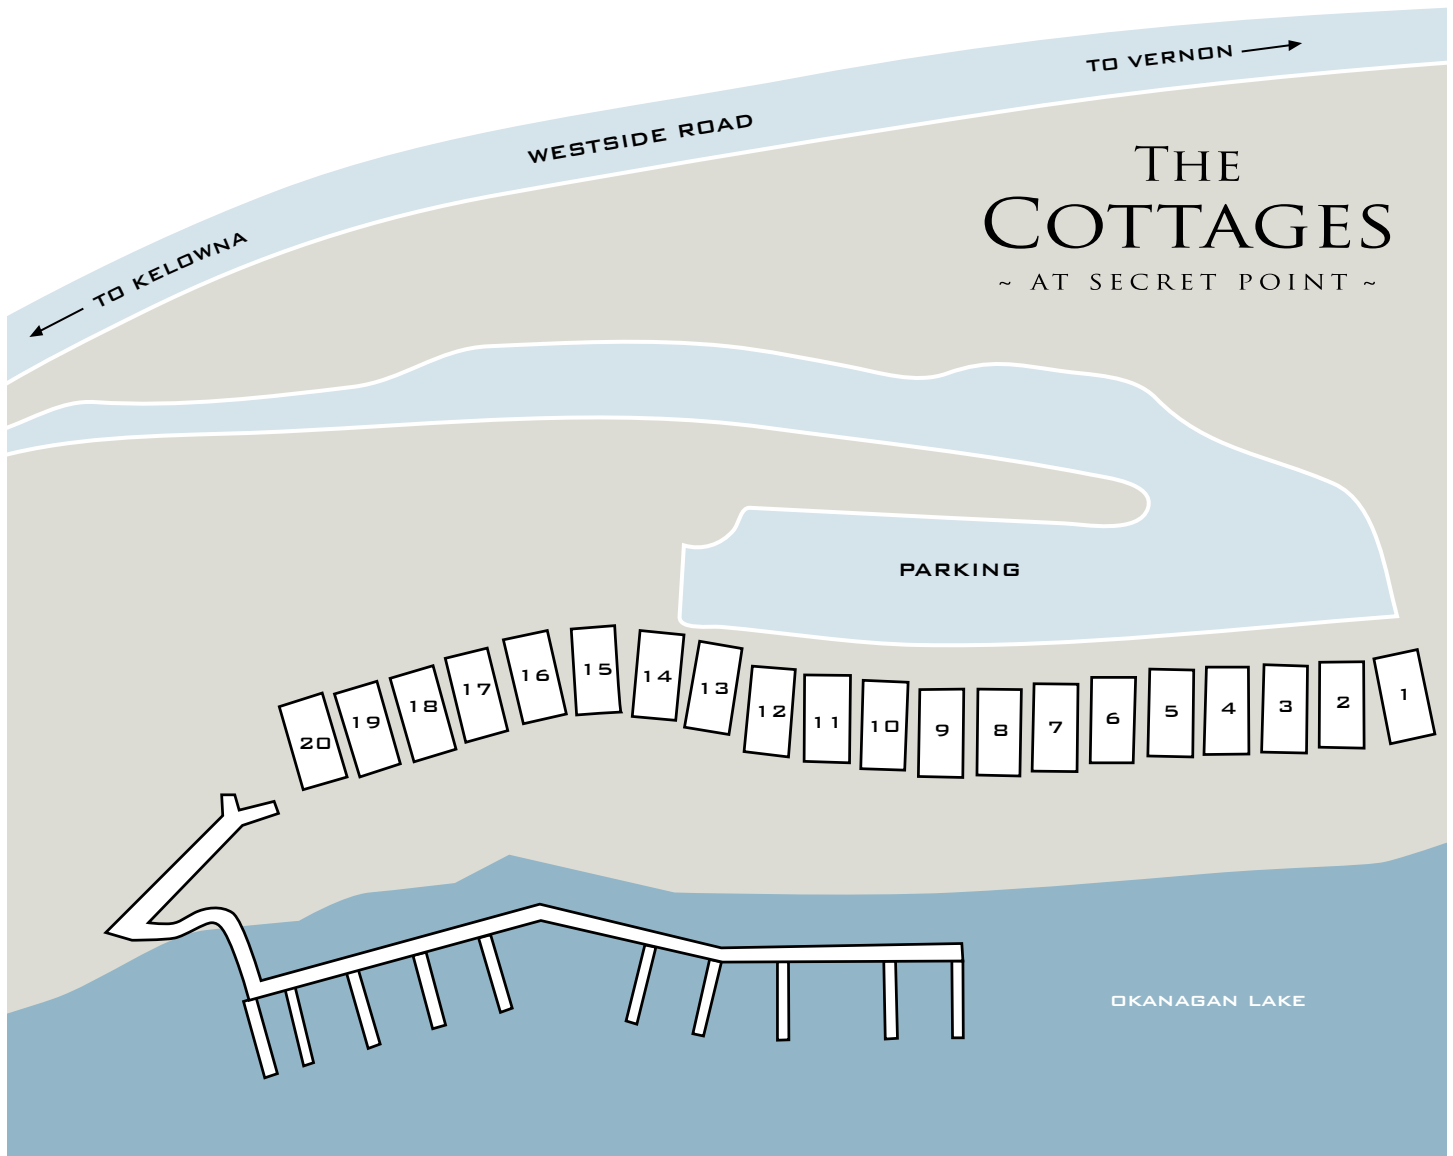 TO VERNON
WESTSIDE ROAD
THE
COTTAGES
~ AT SECRET POINT ~
TO KELOWNA
PARKING
20 19 18 17 16 15 14 13 12 11 10 9 8 7 6 5 4 3 2 1
OKANAGAN LAKE